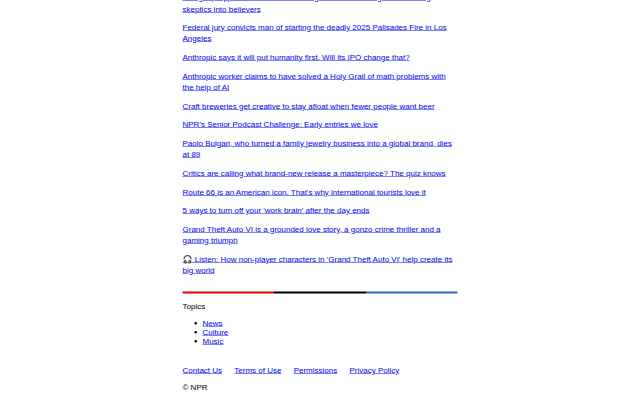 skeptics into believers
Federal jury convicts man of starting the deadly 2025 Palisades Fire in Los
Angeles
Anthropic says it will put humanity first. Will its IPO change that?
Anthropic worker claims to have solved a Holy Grail of math problems with
the help of AI
Craft breweries get creative to stay afloat when fewer people want beer
NPR's Senior Podcast Challenge: Early entries we love
Paolo Bulgari, who turned a family jewelry business into a global brand, dies
at 89
Critics are calling what brand-new release a masterpiece? The quiz knows
Route 66 is an American icon. That's why international tourists love it
5 ways to turn off your 'work brain' after the day ends
Grand Theft Auto VI is a grounded love story, a gonzo crime thriller and a
gaming triumph
🎧 Listen: How non-player characters in 'Grand Theft Auto VI' help create its
big world
Topics
News
Culture
Music
Contact Us Terms of Use Permissions Privacy Policy
© NPR